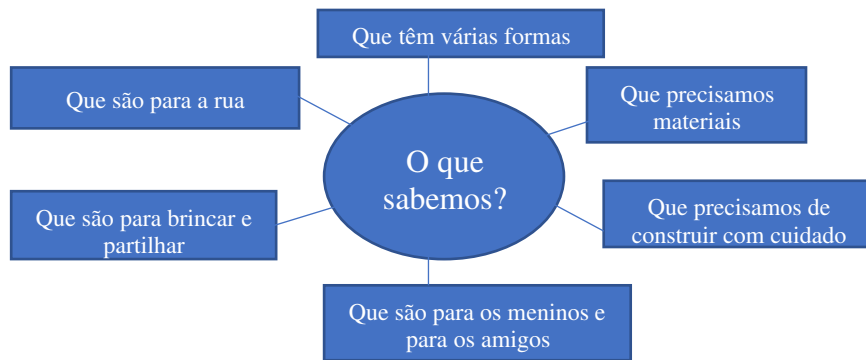 Que têm várias formas
Que são para a rua
Que precisamos
materiais
O que
sabemos?
Que são para brincar e
partilhar
Que precisamos de
construir com cuidado
Que são para os meninos e
para os amigos